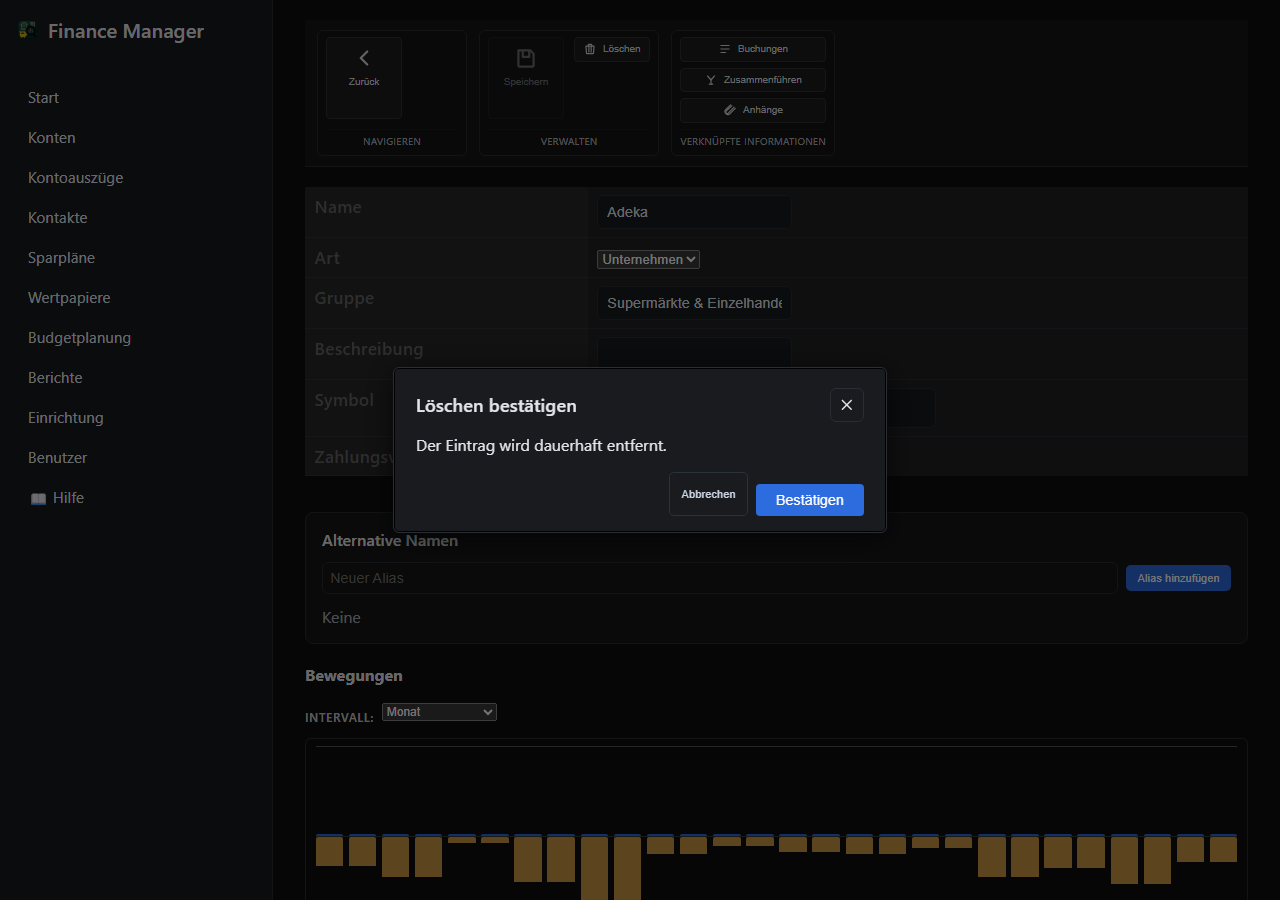 Finance Manager
Start
Konten
Kontoauszüge
Kontakte
Sparpläne
Wertpapiere
Budgetplanung
Berichte
Einrichtung
Benutzer
Hilfe
Zurück
NAVIGIEREN
Speichern
Löschen
VERWALTEN
Buchungen
Zusammenführen
Anhänge
VERKNÜPFTE INFORMATIONEN
Name
Adeka
Art
Unternehmen
Gruppe
Supermärkte & Einzelhande
Beschreibung
Symbol
Löschen bestätigen
Der Eintrag wird dauerhaft entfernt.
Abbrechen
Bestätigen
Alternative Namen
Neuer Alias
Alias hinzufügen
Keine
Bewegungen
INTERVALL:
Monat